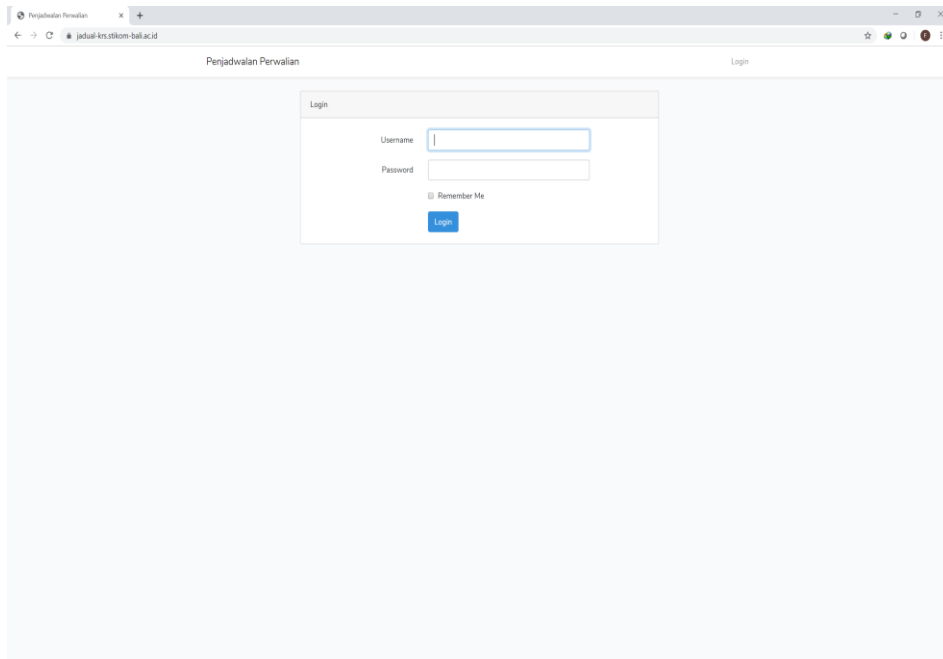 Penjadwalan Perwalian
jadual-krs.stikom-bali.ac.id
Penjadwalan Perwalian Login
Login
Username
Password
Remember Me
Login